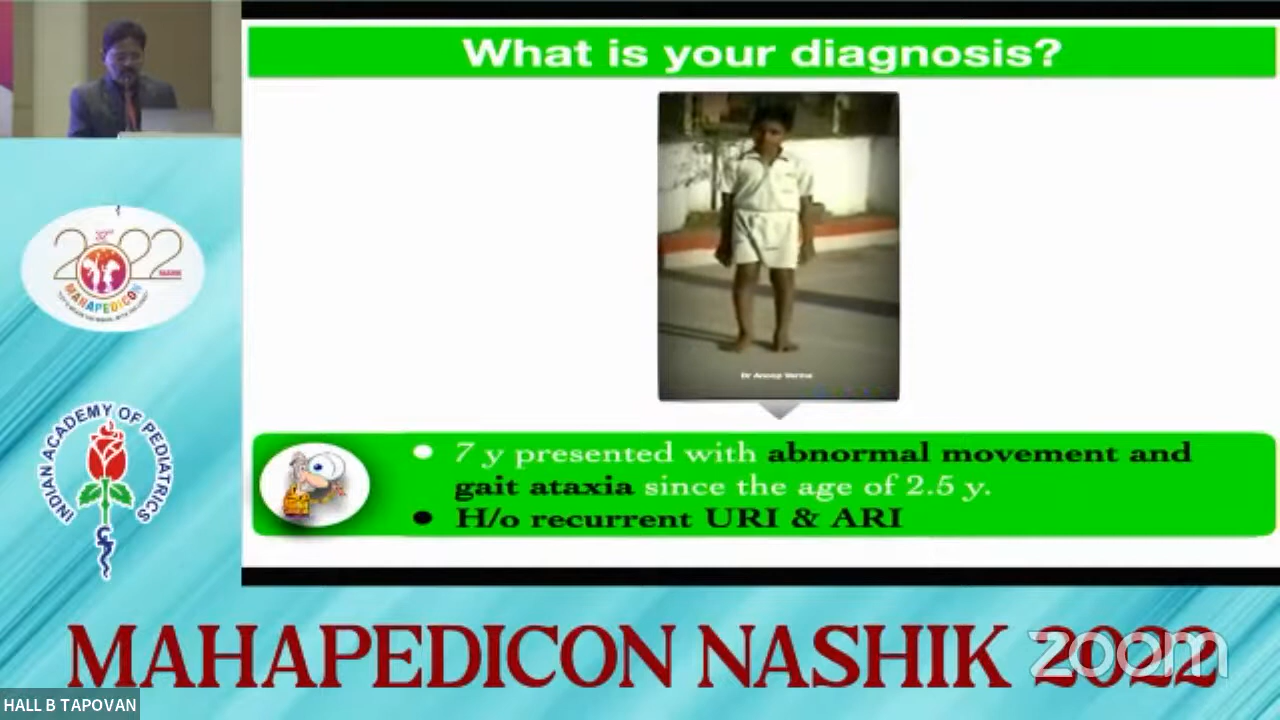 What is your diagnosis?
Dr Anoop Verma
7 y presented with abnormal movement and
gait ataxia since the age of 2.5 y.
H/o recurrent URI & ARI
2022
MAHAPEDICON
INDIAN ACADEMY OF PEDIATRICS
MAHAPEDICON NASHIK 2022
zoom
HALL B TAPOVAN